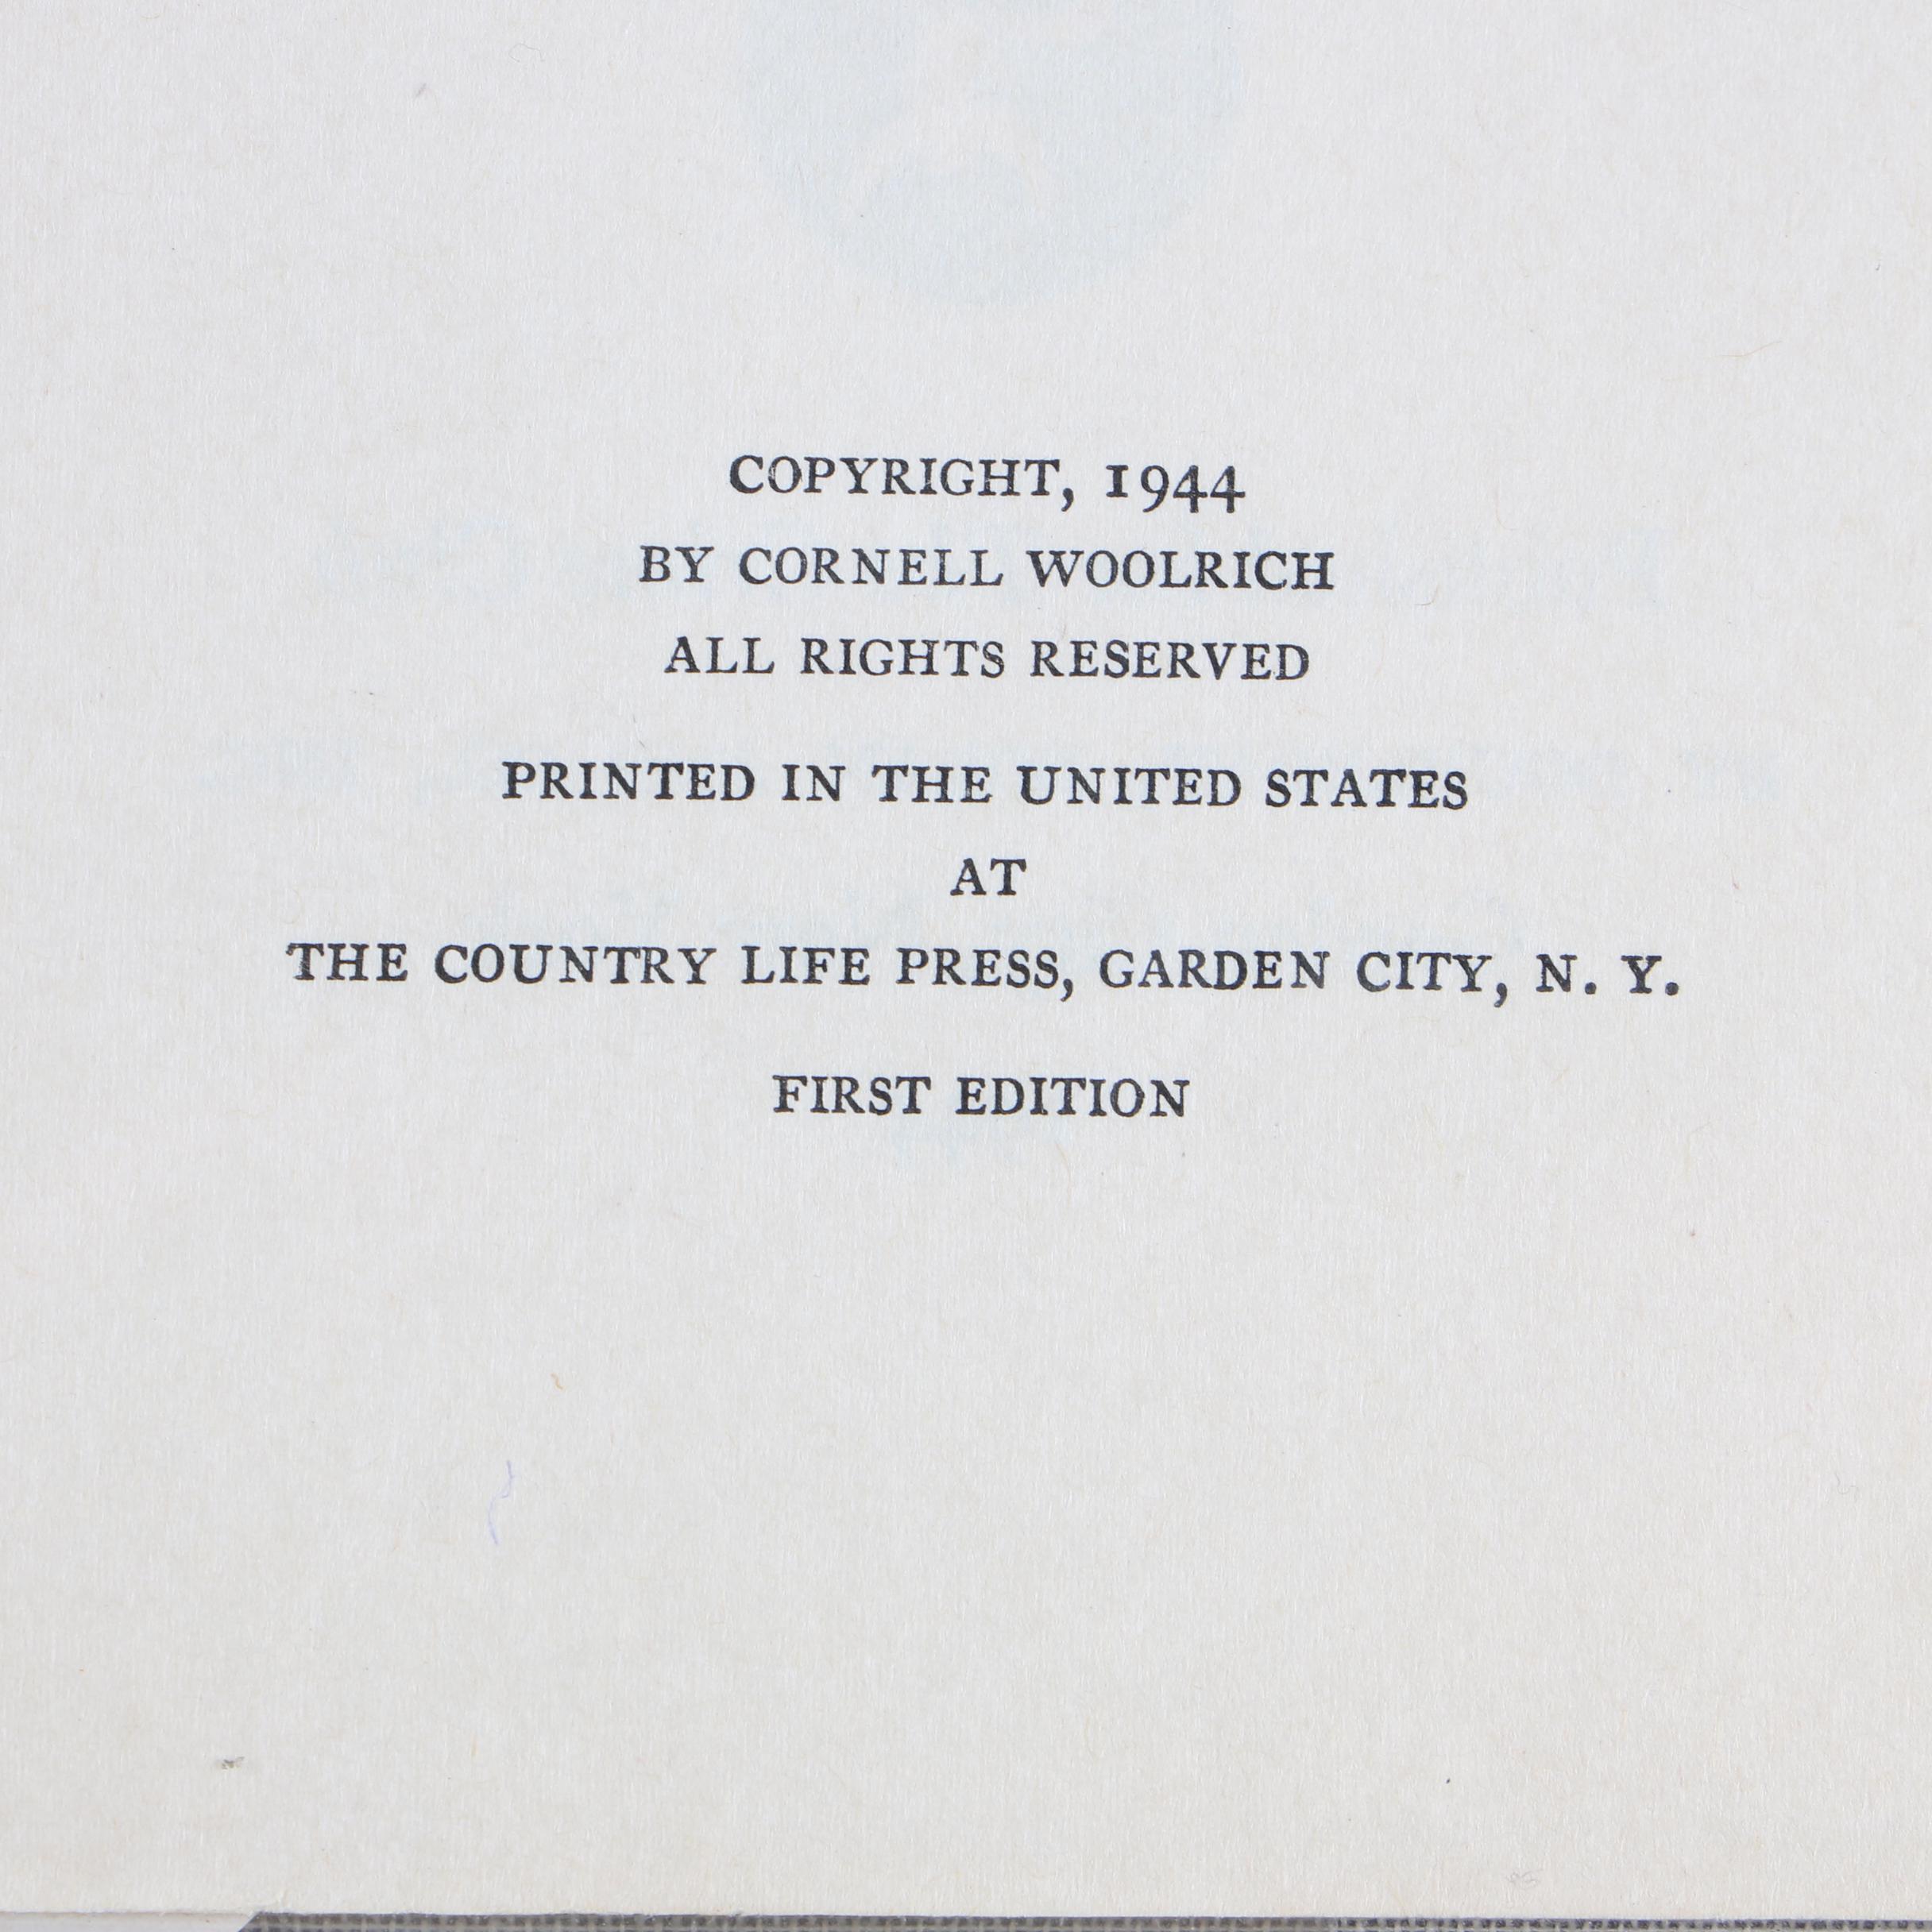 COPYRIGHT, 1944
BY CORNELL WOOLRICH
ALL RIGHTS RESERVED
PRINTED IN THE UNITED STATES
AT
THE COUNTRY LIFE PRESS, GARDEN CITY, N. Y.
FIRST EDITION